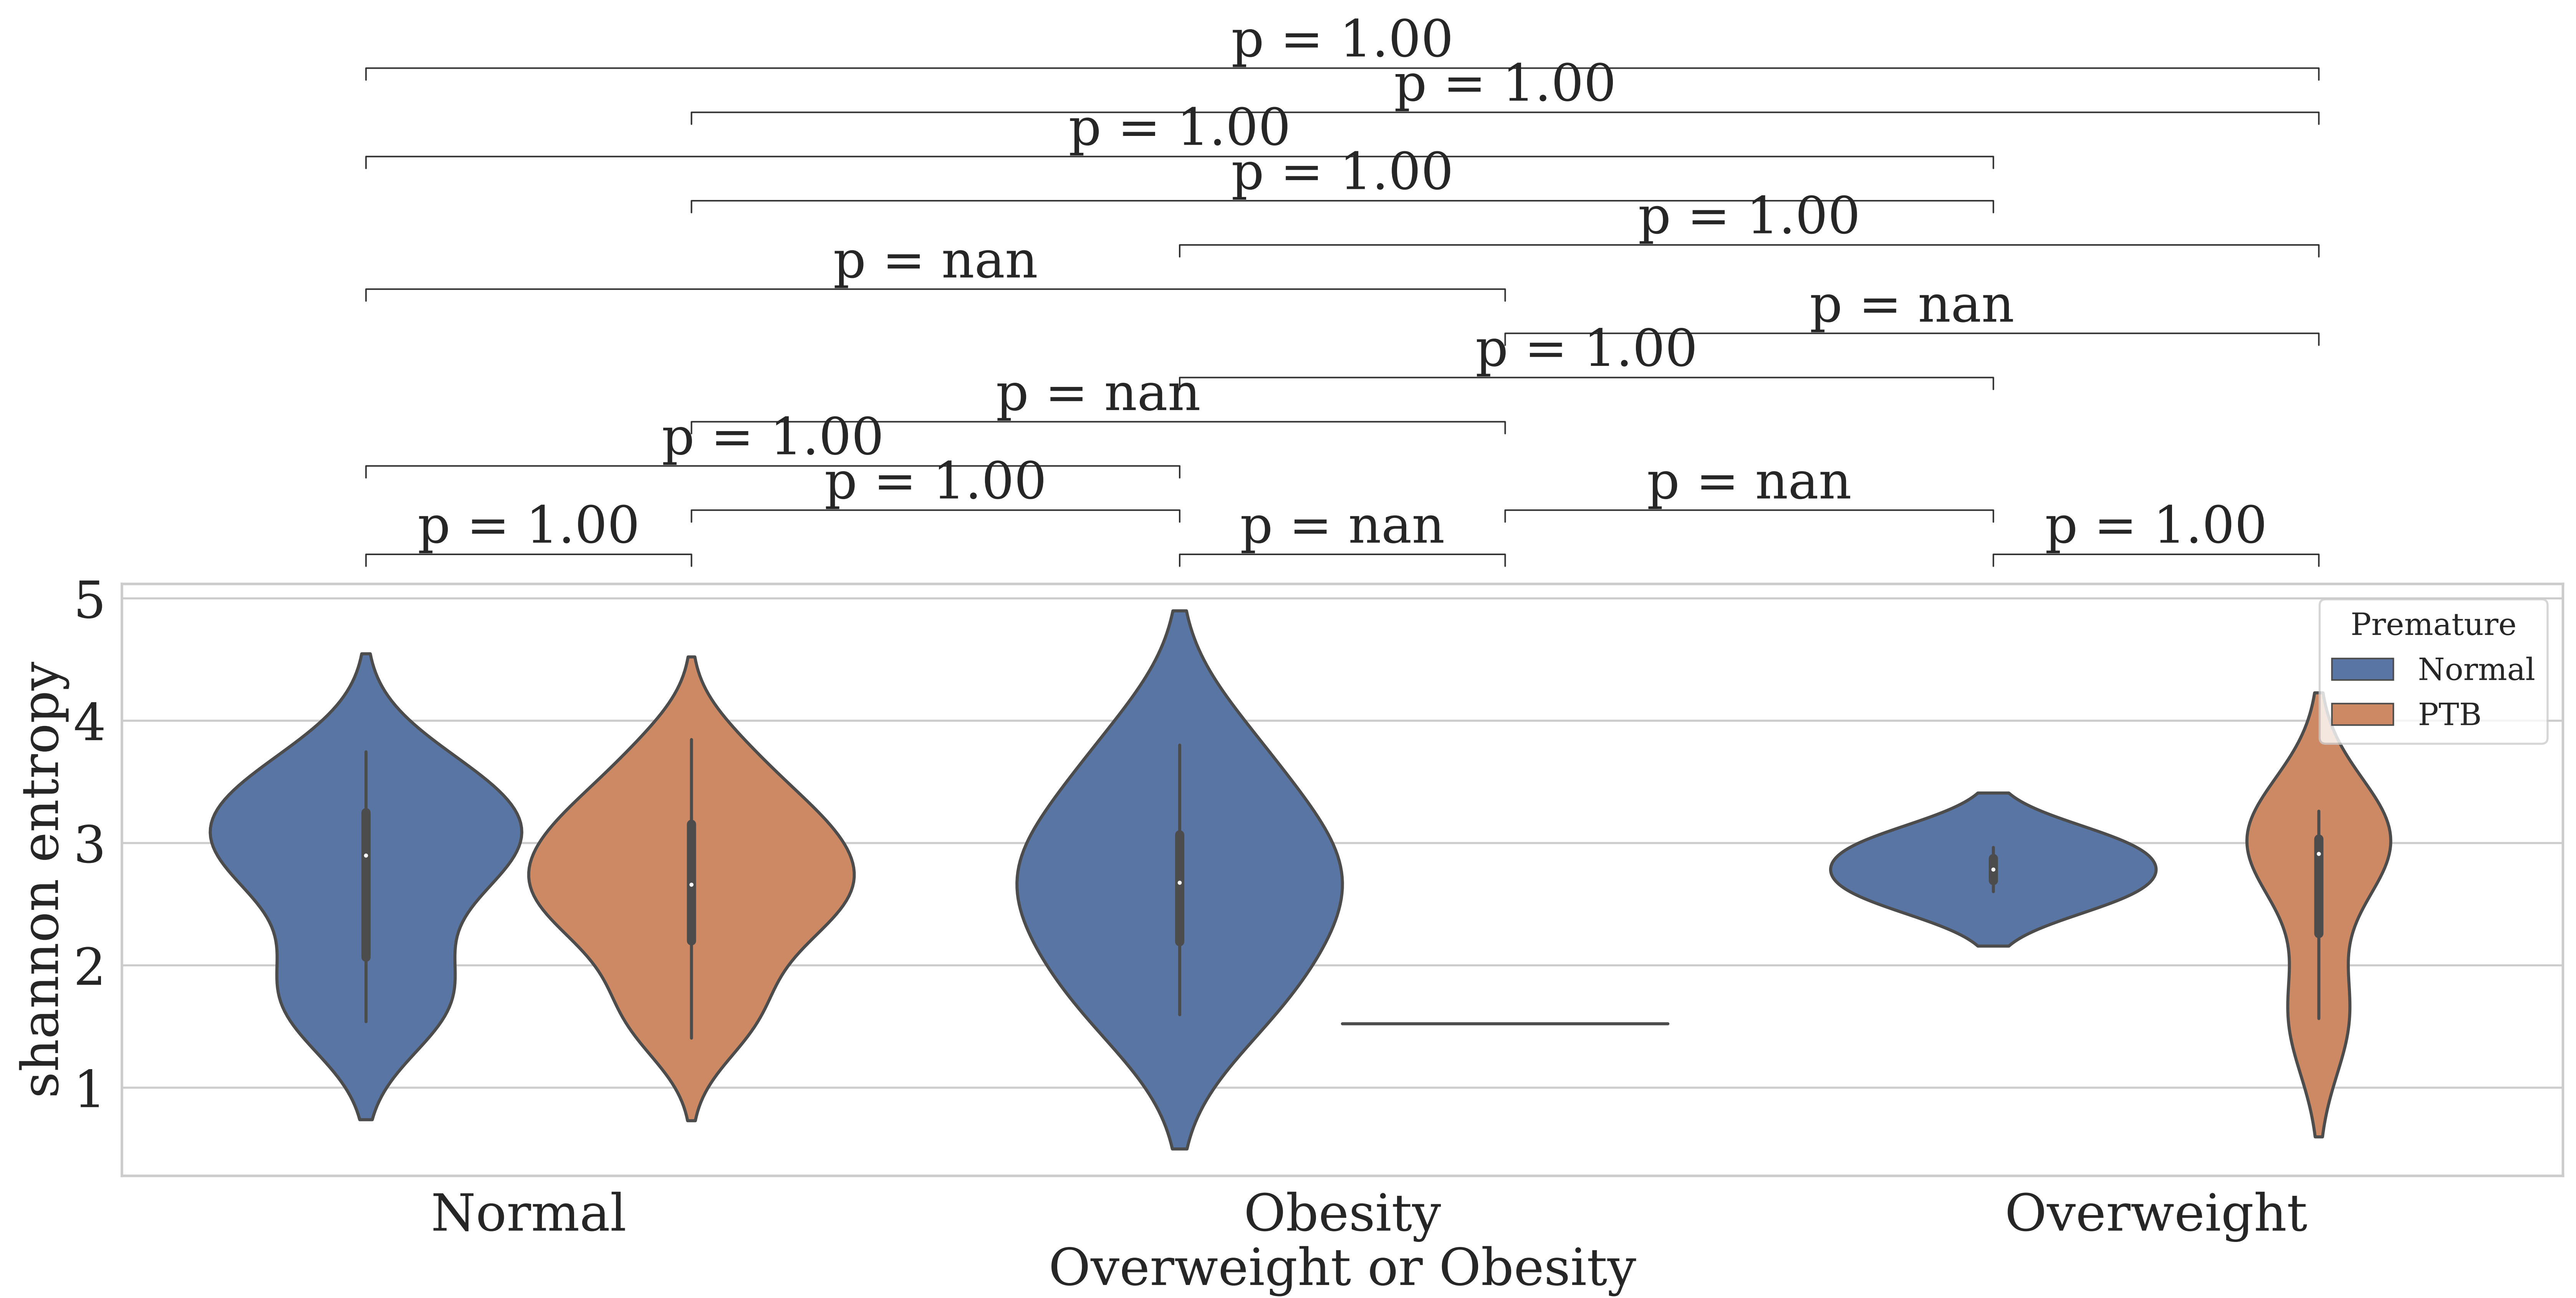 p = 1.00
p = 1.00
p = 1.00
p = 1.00
p = 1.00
p = nan
p = nan
p = 1.00
p = nan
p = 1.00
p = 1.00
p = nan
p = 1.00
p = nan
p = 1.00
5
4
3
2
1
shannon entropy
Premature
Normal
PTB
Normal
Obesity
Overweight
Overweight or Obesity